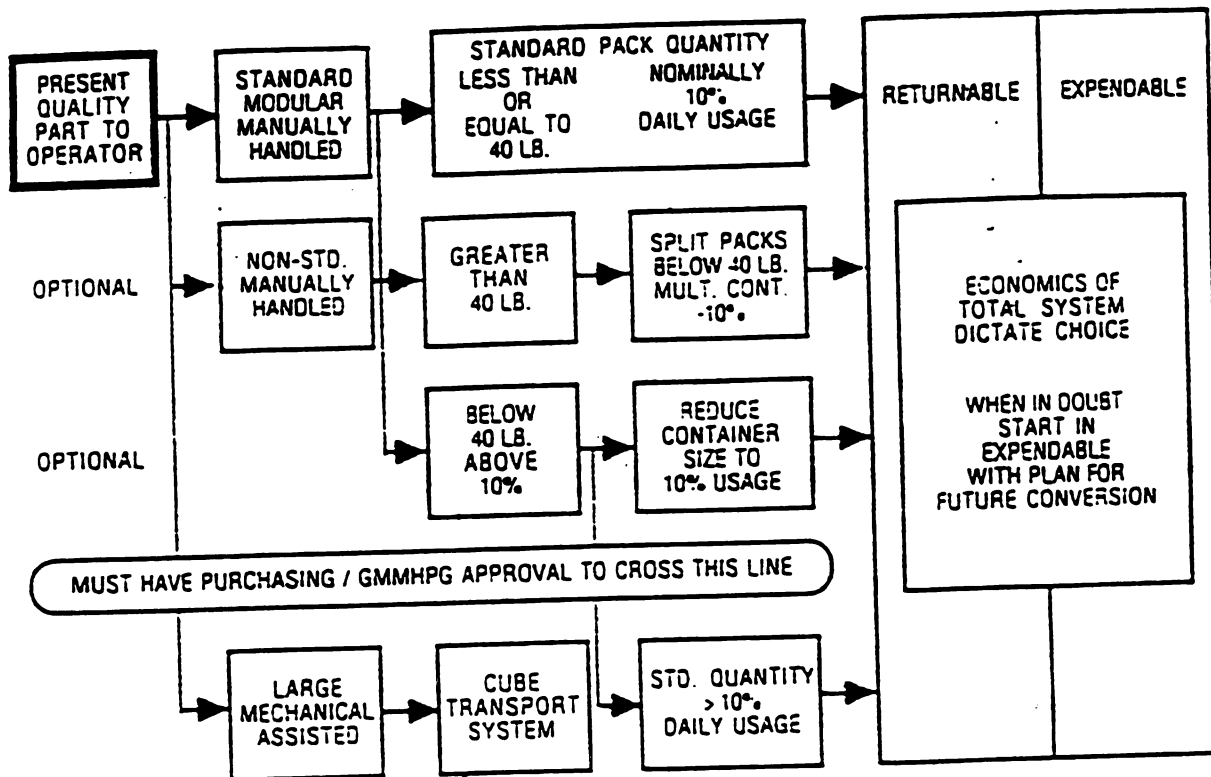 PRESENT
QUALITY
PART TO
OPERATOR
STANDARD
MODULAR
MANUALLY
HANDLED
STANDARD PACK QUANTITY
LESS THAN
OR
EQUAL TO
40 LB.
NOMINALLY
10%
DAILY USAGE
RETURNABLE
EXPENDABLE
OPTIONAL
NON-STD.
MANUALLY
HANDLED
GREATER
THAN
40 LB.
SPLIT PACKS
BELOW 40 LB.
MULT. CONT.
-10%
ECONOMICS OF
TOTAL SYSTEM
DICTATE CHOICE
WHEN IN DOUBT
START IN
EXPENDABLE
WITH PLAN FOR
FUTURE CONVERSION
OPTIONAL
BELOW
40 LB.
ABOVE
10%
REDUCE
CONTAINER
SIZE TO
10% USAGE
MUST HAVE PURCHASING / GMMHPG APPROVAL TO CROSS THIS LINE
LARGE
MECHANICAL
ASSISTED
CUBE
TRANSPORT
SYSTEM
STD. QUANTITY
> 10%
DAILY USAGE